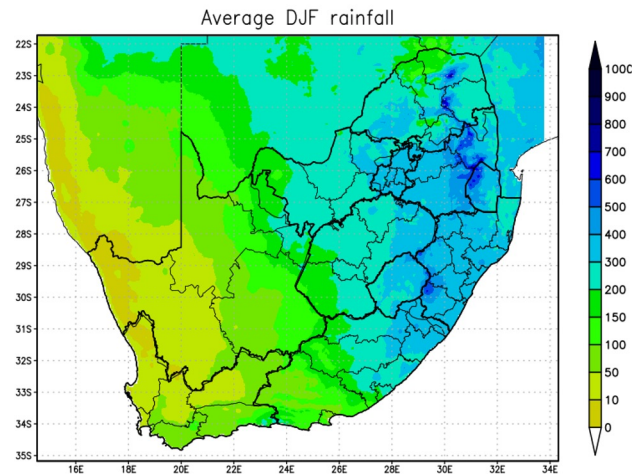 Average DJF rainfall
22S
23S
24S
25S
26S
27S
28S
29S
30S
31S
32S
33S
34S
35S
16E 18E 20E 22E 24E 26E 28E 30E 32E 34E
1000
900
800
700
600
500
400
300
200
150
100
50
10
0